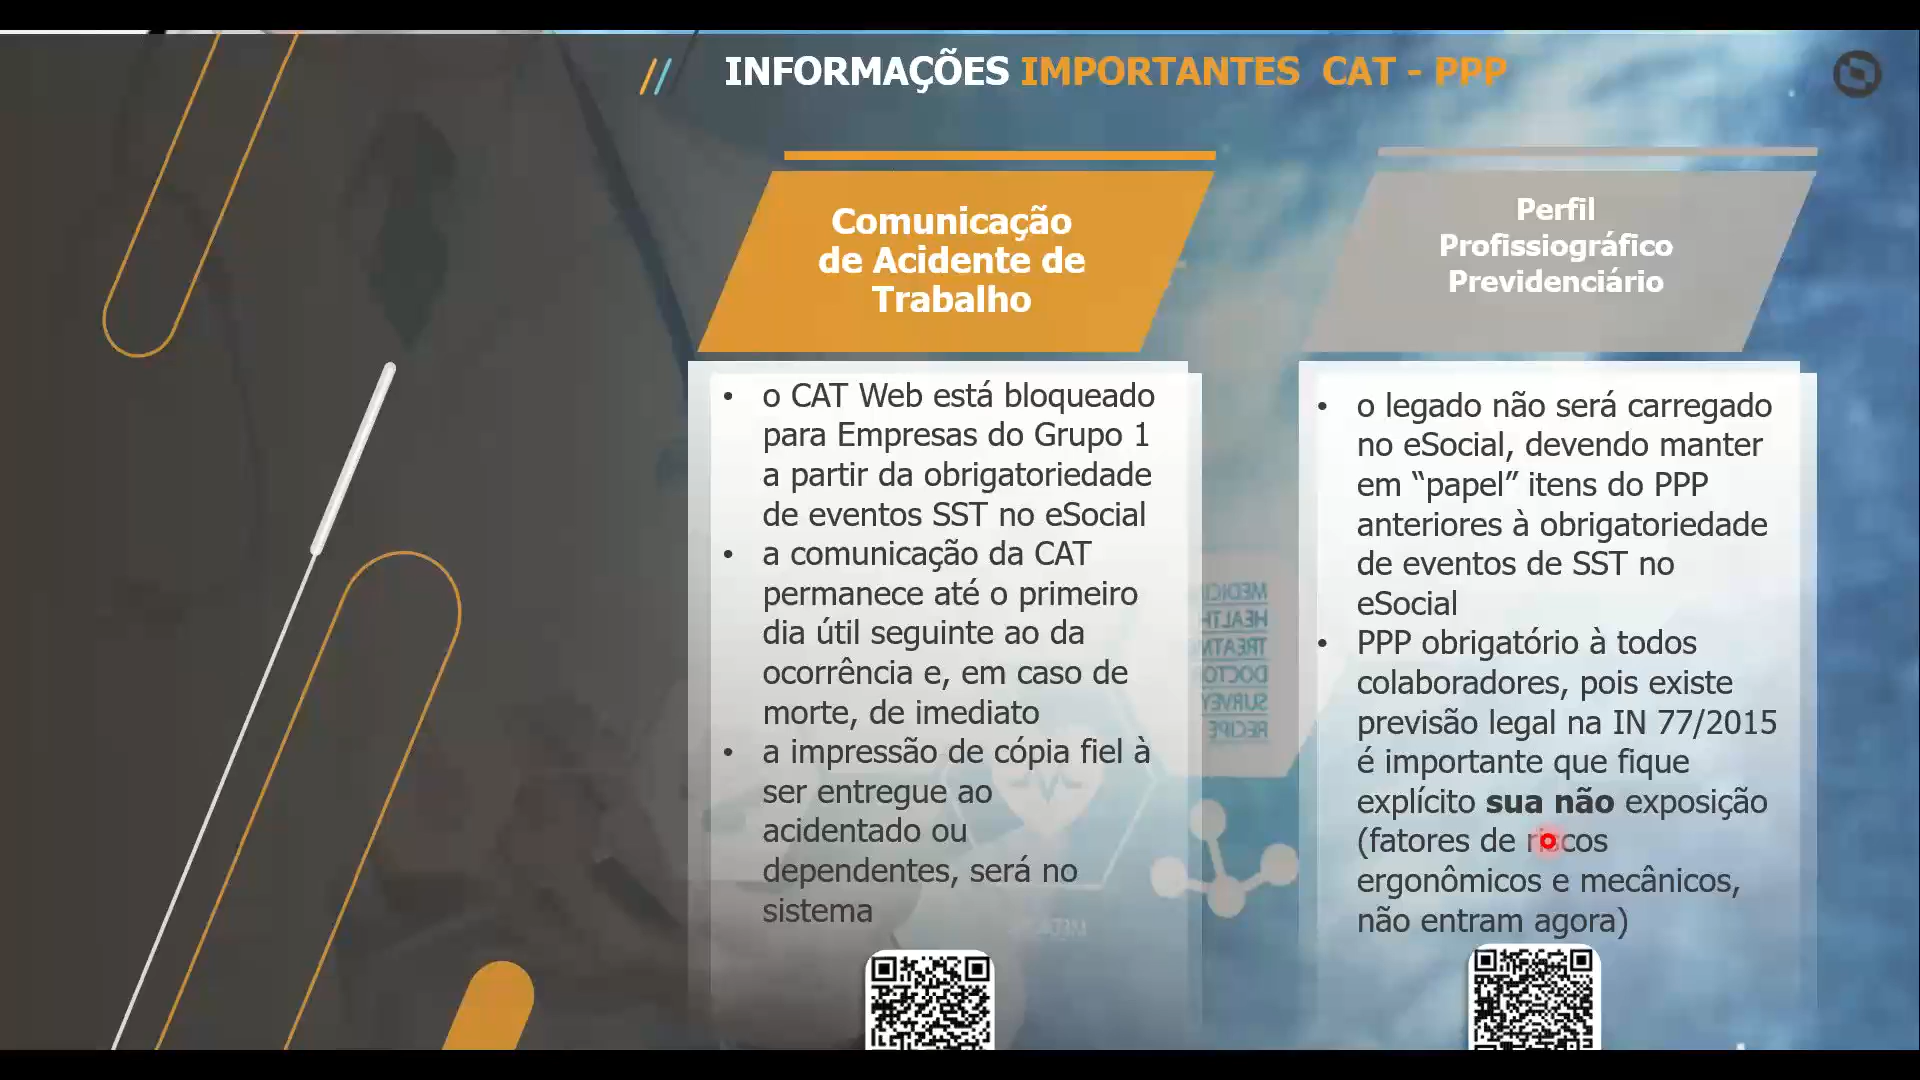 INFORMAÇÕES IMPORTANTES CAT - PPP
Comunicação
de Acidente de
Trabalho
• o CAT Web está bloqueado
para Empresas do Grupo 1
a partir da obrigatoriedade
de eventos SST no eSocial
• a comunicação da CAT
permanece até o primeiro
dia útil seguinte ao da
ocorrência e, em caso de
morte, de imediato
• a impressão de cópia fiel à
ser entregue ao
acidentado ou
dependentes, será no
sistema
Perfil
Profissiográfico
Previdenciário
• o legado não será carregado
no eSocial, devendo manter
em “papel” itens do PPP
anteriores à obrigatoriedade
de eventos de SST no
eSocial
• PPP obrigatório à todos
colaboradores, pois existe
previsão legal na IN 77/2015
é importante que fique
explícito sua não exposição
(fatores de riscos
ergonômicos e mecânicos,
não entram agora)
HEALTH
SURVEY
RECIPE